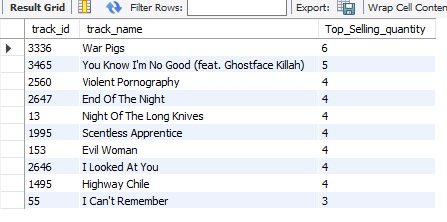 Result Grid Filter Rows: Export: Wrap Cell Conten
track_id track_name Top_Selling_quantity
3336 War Pigs 6
3465 You Know I'm No Good (feat. Ghostface Killah) 5
2560 Violent Pornography 4
2647 End Of The Night 4
13 Night Of The Long Knives 4
1995 Scentless Apprentice 4
153 Evil Woman 4
2646 I Looked At You 4
1495 Highway Chile 4
55 I Can't Remember 3